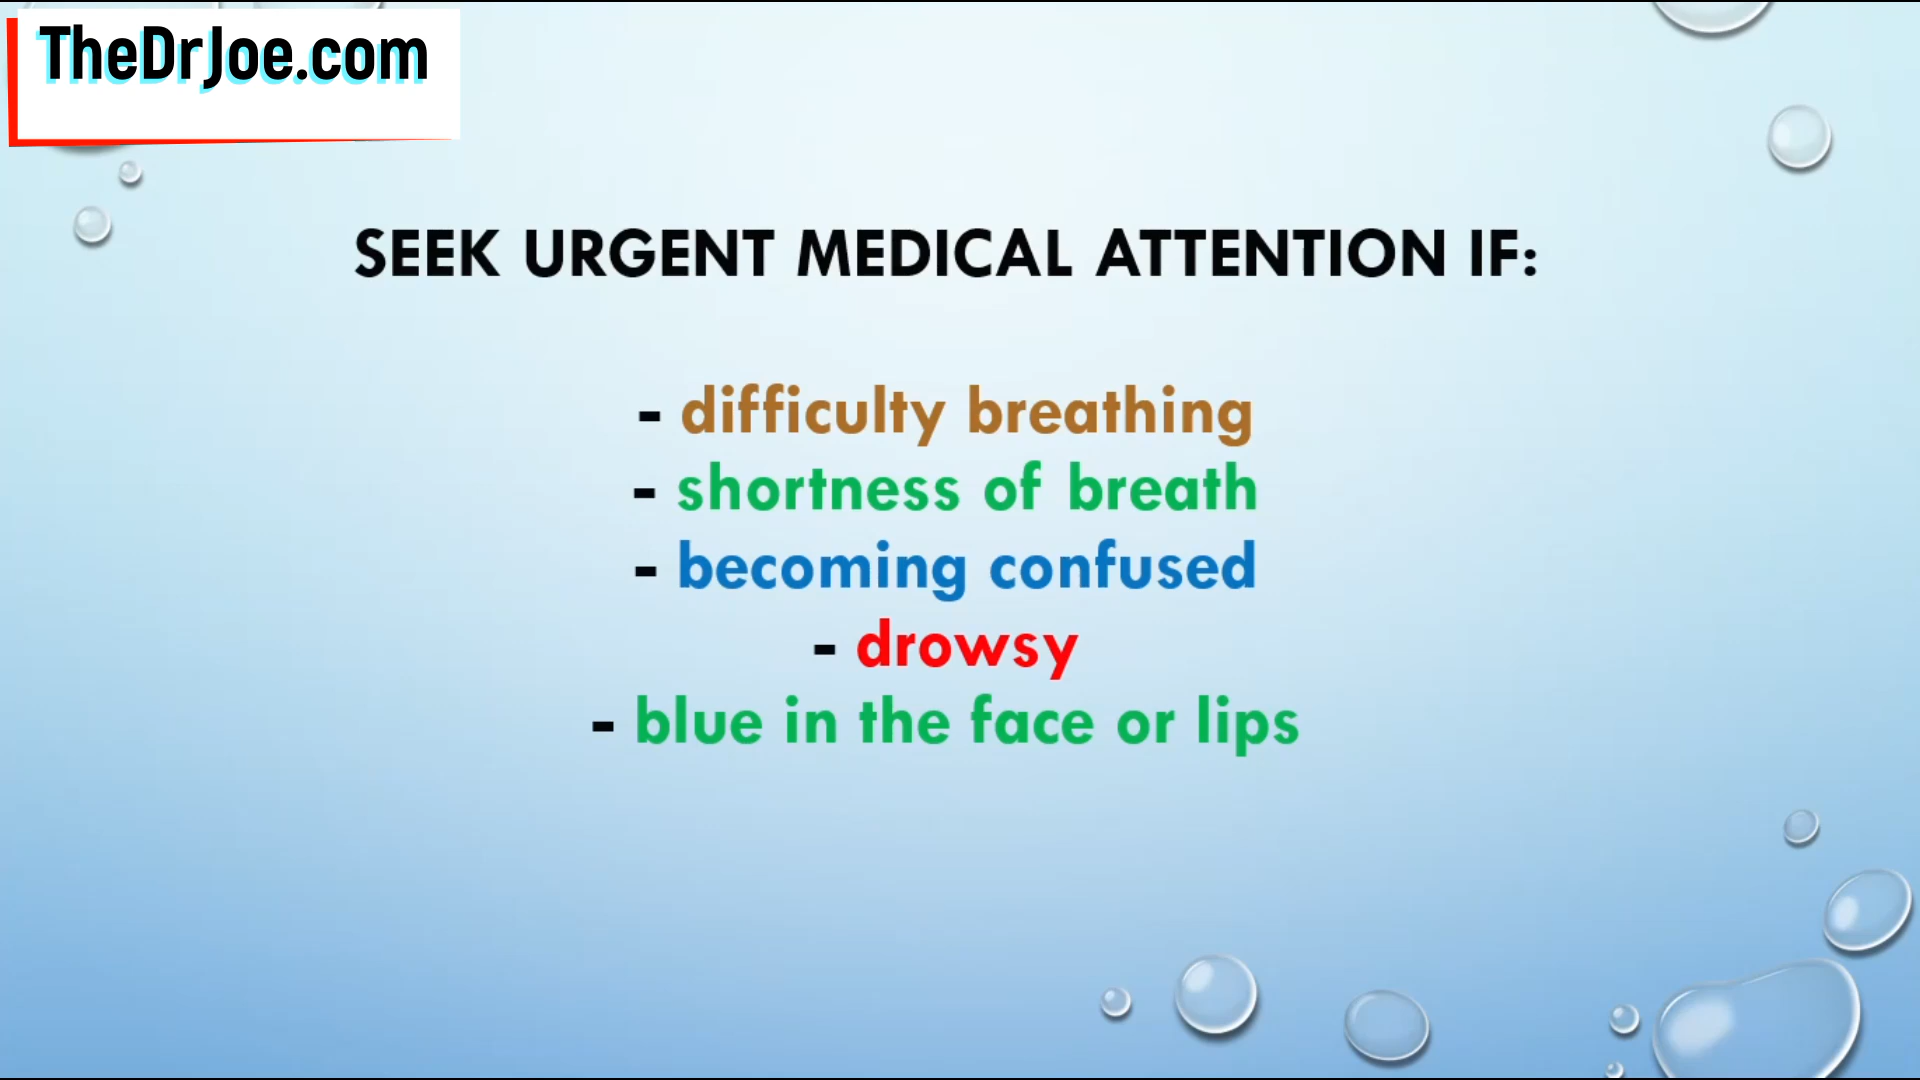 TheDrJoe.com
SEEK URGENT MEDICAL ATTENTION IF:
- difficulty breathing
- shortness of breath
- becoming confused
- drowsy
- blue in the face or lips